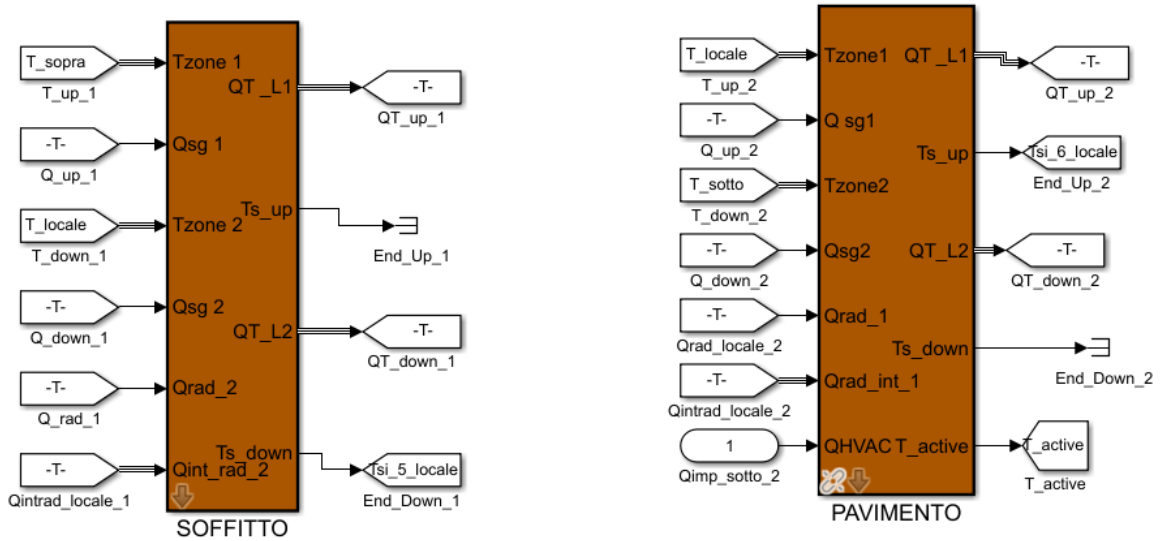 T_sopra
T_up_1
Tzone 1
QT _L1
-T-
QT_up_1
-T-
Q_up_1
Qsg 1
T_locale
T_down_1
Tzone 2
Ts_up
End_Up_1
-T-
Q_down_1
Qsg 2
QT_L2
-T-
QT_down_1
-T-
Q_rad_1
Qrad_2
-T-
Qintrad_locale_1
Qint_rad_2
Ts_down
Tsi_5_locale
End_Down_1
SOFFITTO
T_locale
T_up_2
Tzone1
QT _L1
-T-
QT_up_2
-T-
Q_up_2
Q sg1
Ts_up
Tsi_6_locale
End_Up_2
T_sotto
T_down_2
Tzone2
-T-
Q_down_2
Qsg2
QT_L2
-T-
QT_down_2
-T-
Qrad_locale_2
Qrad_1
Ts_down
End_Down_2
-T-
Qintrad_locale_2
Qrad_int_1
1
Qimp_sotto_2
QHVAC
T_active
T_active
T_active
PAVIMENTO